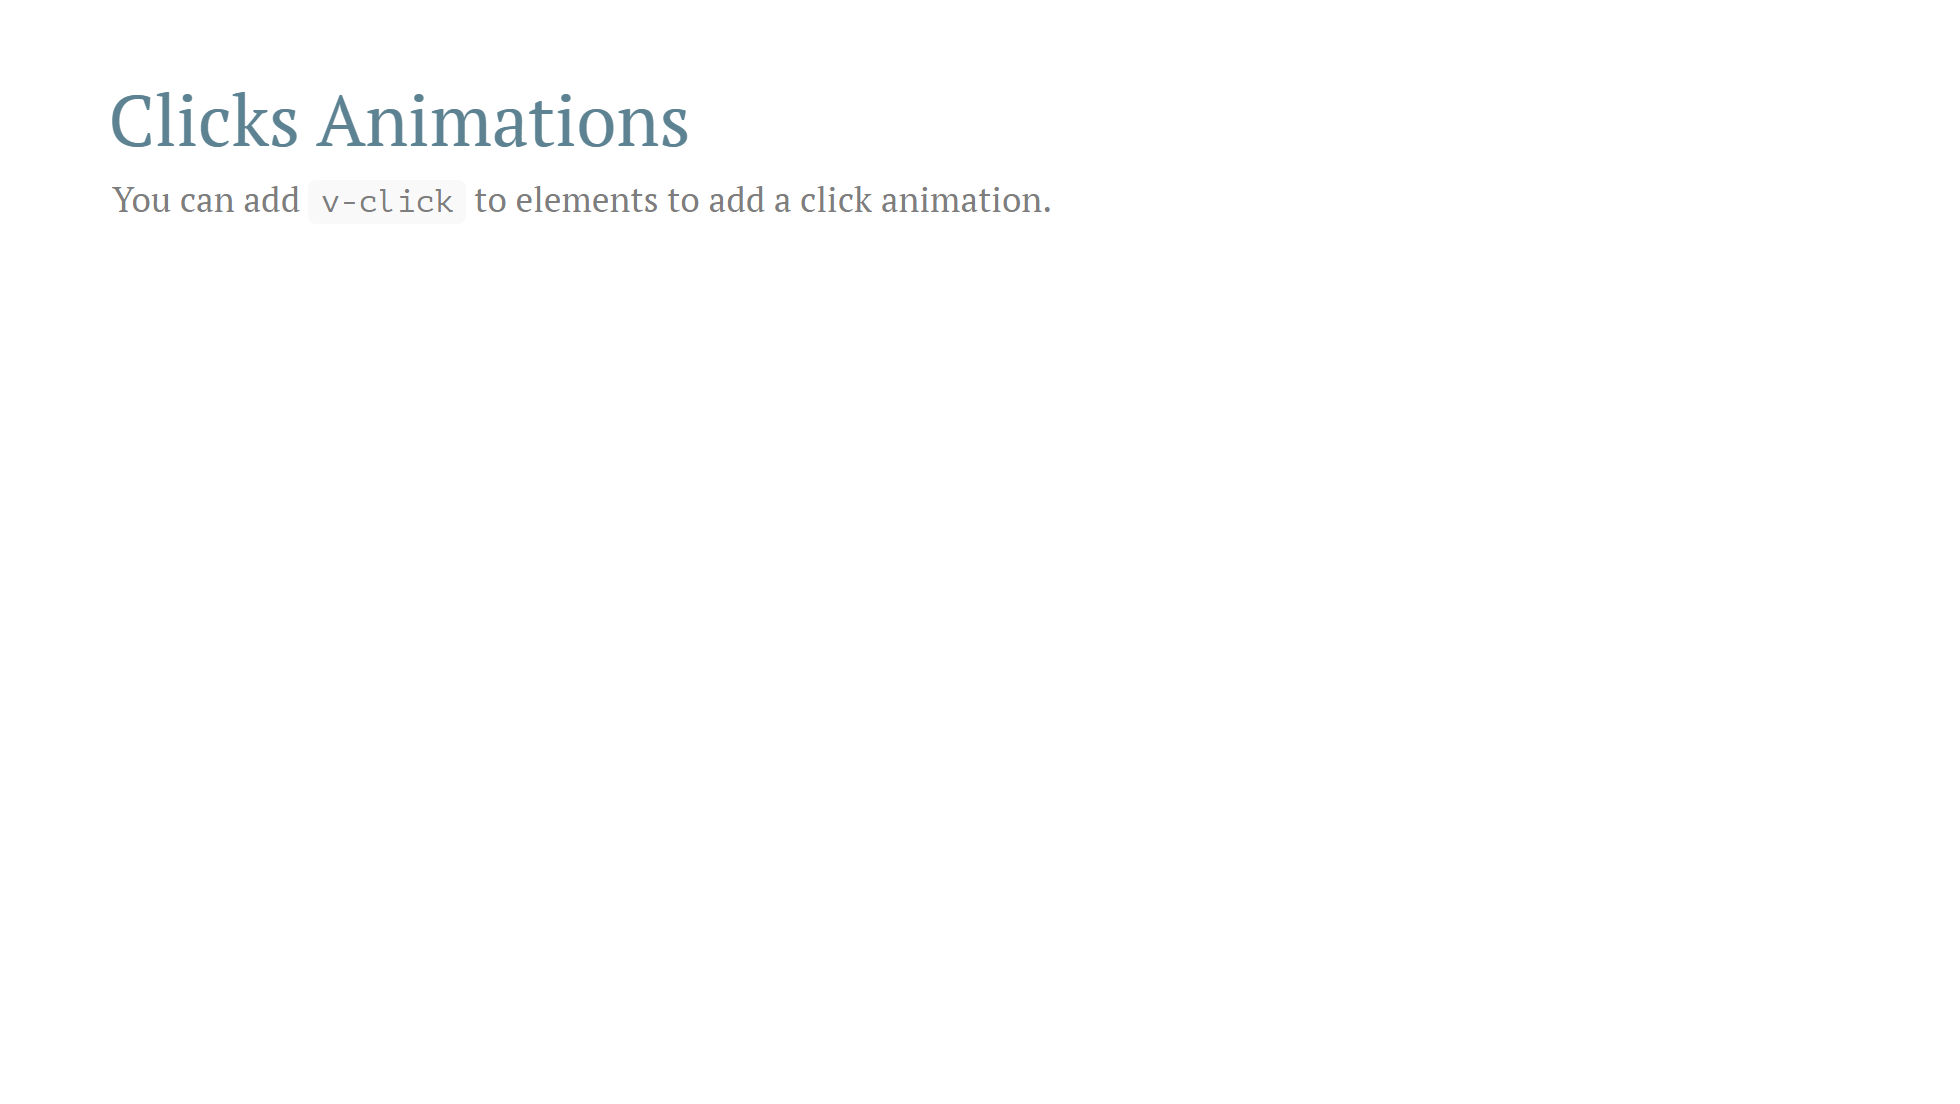 Clicks Animations
You can add v-click to elements to add a click animation.